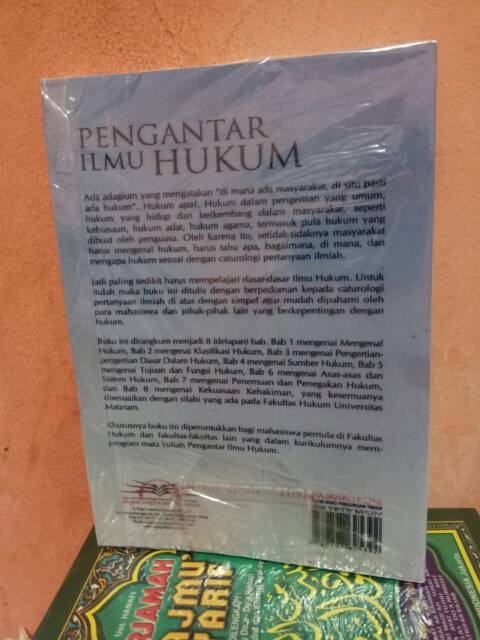 PENGANTAR
ILMU HUKUM
Ada adagium yang mengatakan "di mana ada masyarakat, di situ pasti
ada hukum". Hukum apa?. Hukum dalam pengertian yang umum,
hukum yang hidup dan berkembang dalam masyarakat, seperti
kebiasaan, hukum adat, hukum agama, termasuk pula hukum yang
dibuat oleh penguasa. Oleh karena itu, setidak-tidaknya masyarakat
harus mengenal hukum, harus tahu apa, bagaimana, di mana, dan
mengapa hukum sesuai dengan caturologi pertanyaan ilmiah.
Jadi paling sedikit harus mempelajari dasar-dasar Ilmu Hukum. Untuk
itulah maka buku ini ditulis dengan berpedoman kepada caturologi
pertanyaan ilmiah di atas dengan simpel agar mudah dipahami oleh
para mahasiswa dan pihak-pihak lain yang berkepentingan dengan
hukum.
Buku ini dirangkum menjadi 8 (delapan) bab. Bab 1 mengenai Mengenal
Hukum, Bab 2 mengenai Klasifikasi Hukum, Bab 3 mengenai Pengertian-
pengertian Dasar Dalam Hukum, Bab 4 mengenai Sumber Hukum, Bab 5
mengenai Tujuan dan Fungsi Hukum, Bab 6 mengenai Asas-asas dan
Sistem Hukum, Bab 7 mengenai Penemuan dan Penegakan Hukum,
dan Bab 8 mengenai Kekuasaan Kehakiman, yang kesemuanya
disesuaikan dengan silabi yang ada pada Fakultas Hukum Universitas
Mataram.
Khususnya buku ini diperuntukkan bagi mahasiswa pemula di Fakultas
Hukum dan fakultas-fakultas lain yang dalam kurikulumnya mem-
program mata kuliah Pengantar Ilmu Hukum.
RAJAWALI PERS